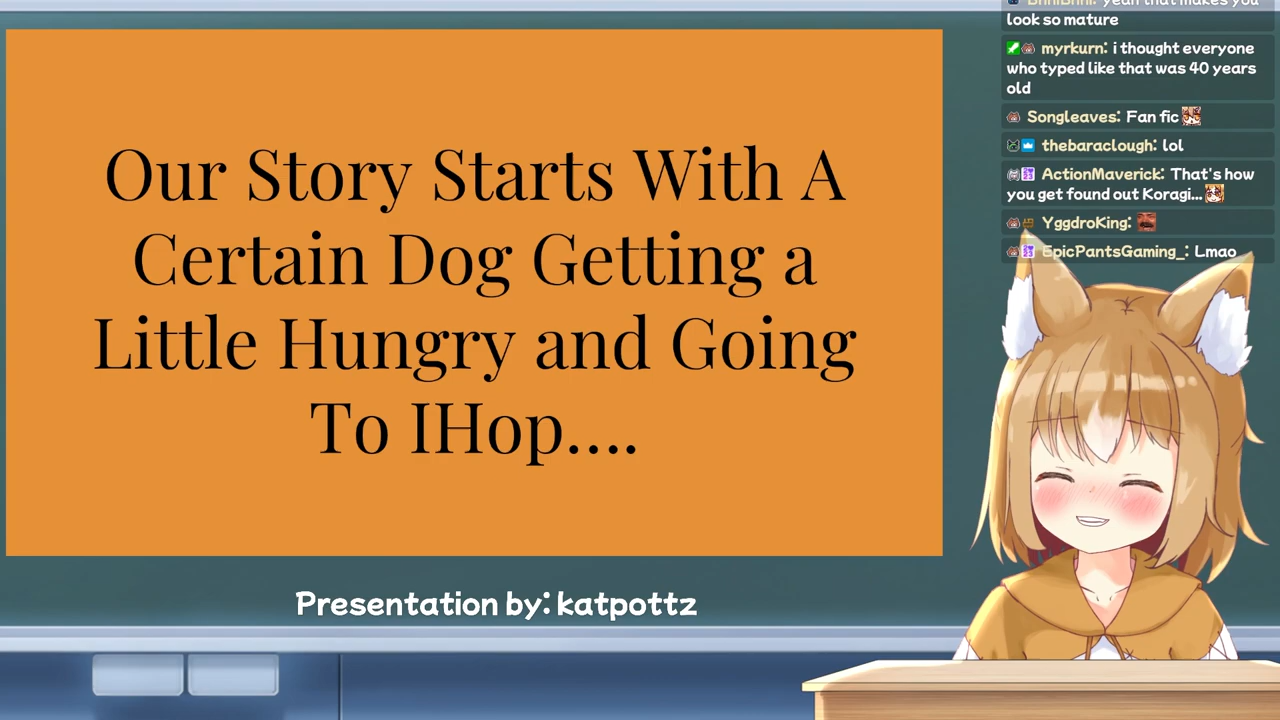 Our Story Starts With A
Certain Dog Getting a
Little Hungry and Going
To IHop....
Presentation by: katpottz
look so mature
myrkurn: i thought everyone
who typed like that was 40 years
old
Songleaves: Fan fic
thebaraclough: lol
ActionMaverick: That's how
you get found out Koragi...
YggdroKing:
EpicPantsGaming_: Lmao